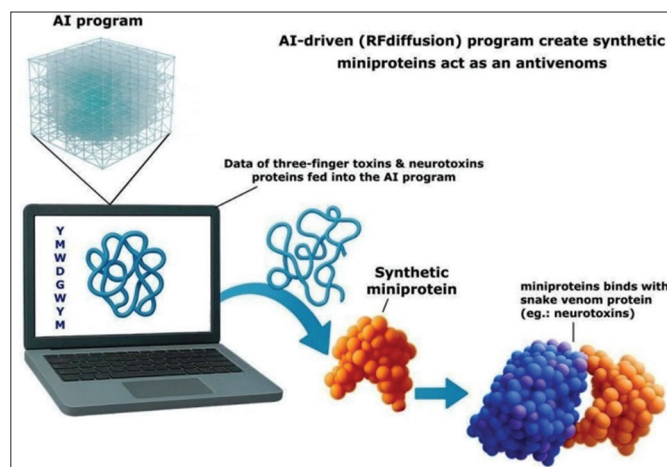 AI program
AI-driven (RFdiffusion) program create synthetic
miniproteins act as an antivenoms
Data of three-finger toxins & neurotoxins
proteins fed into the AI program
Y
M
W
D
G
W
Y
M
Synthetic
miniprotein
miniproteins binds with
snake venom protein
(eg.: neurotoxins)